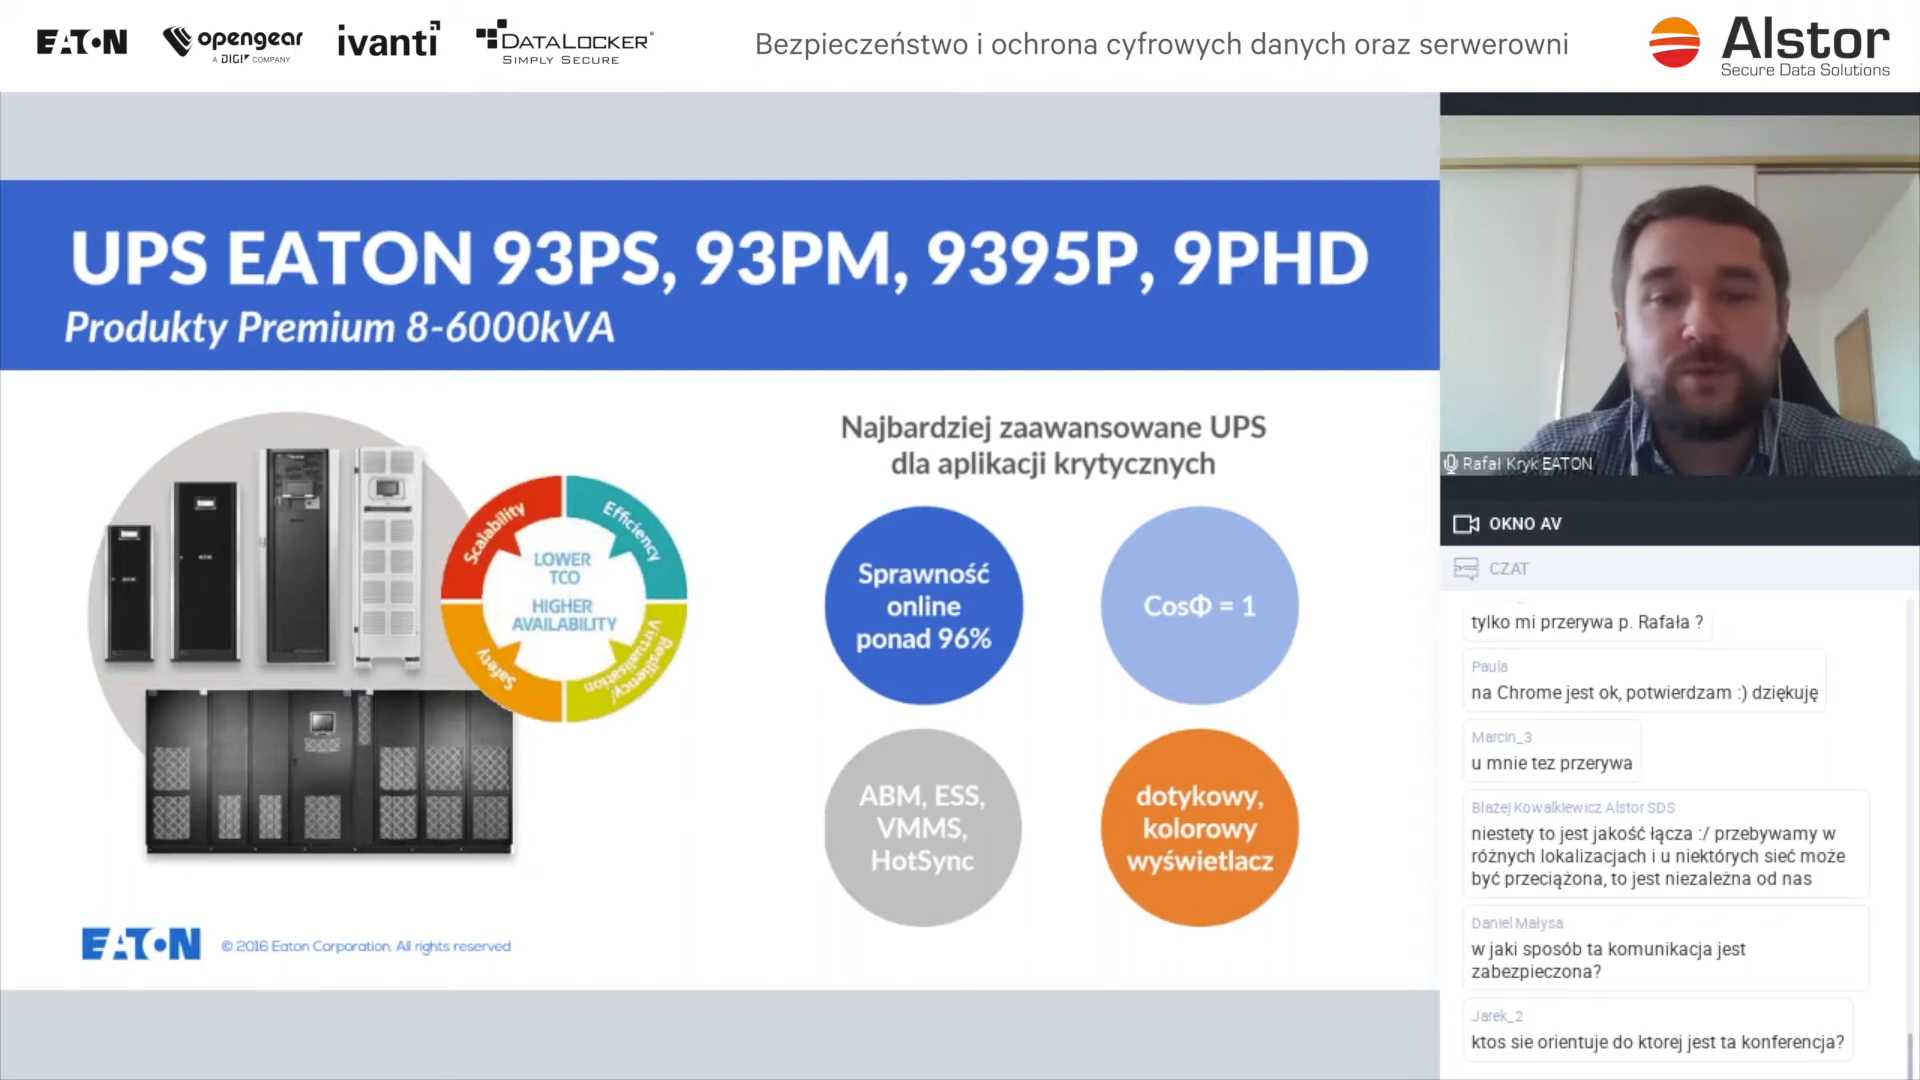 EATON
opengear
A DIGI COMPANY
ivanti
DATALOCKER
SIMPLY SECURE
Bezpieczeństwo i ochrona cyfrowych danych oraz serwerowni
Alstor
Secure Data Solutions
UPS EATON 93PS, 93PM, 9395P, 9PHD
Produkty Premium 8-6000kVA
Scalability
Efficiency
LOWER
TCO
HIGHER
AVAILABILITY
Safety
Resiliency/
Virtualisation
Najbardziej zaawansowane UPS
dla aplikacji krytycznych
Sprawność
online
ponad 96%
CosΦ = 1
ABM, ESS,
VMMS,
HotSync
dotykowy,
kolorowy
wyświetlacz
EATON
© 2016 Eaton Corporation. All rights reserved
Rafał Kryk EATON
OKNO AV
CZAT
tylko mi przerywa p. Rafała ?
Paula
na Chrome jest ok, potwierdzam :) dziękuję
Marcin_3
u mnie tez przerywa
Błażej Kowalkiewicz Alstor SDS
niestety to jest jakość łącza :/ przebywamy w
różnych lokalizacjach i u niektórych sieć może
być przeciążona, to jest niezależna od nas
Daniel Małysa
w jaki sposób ta komunikacja jest
zabezpieczona?
Jarek_2
ktos sie orientuje do ktorej jest ta konferencja?